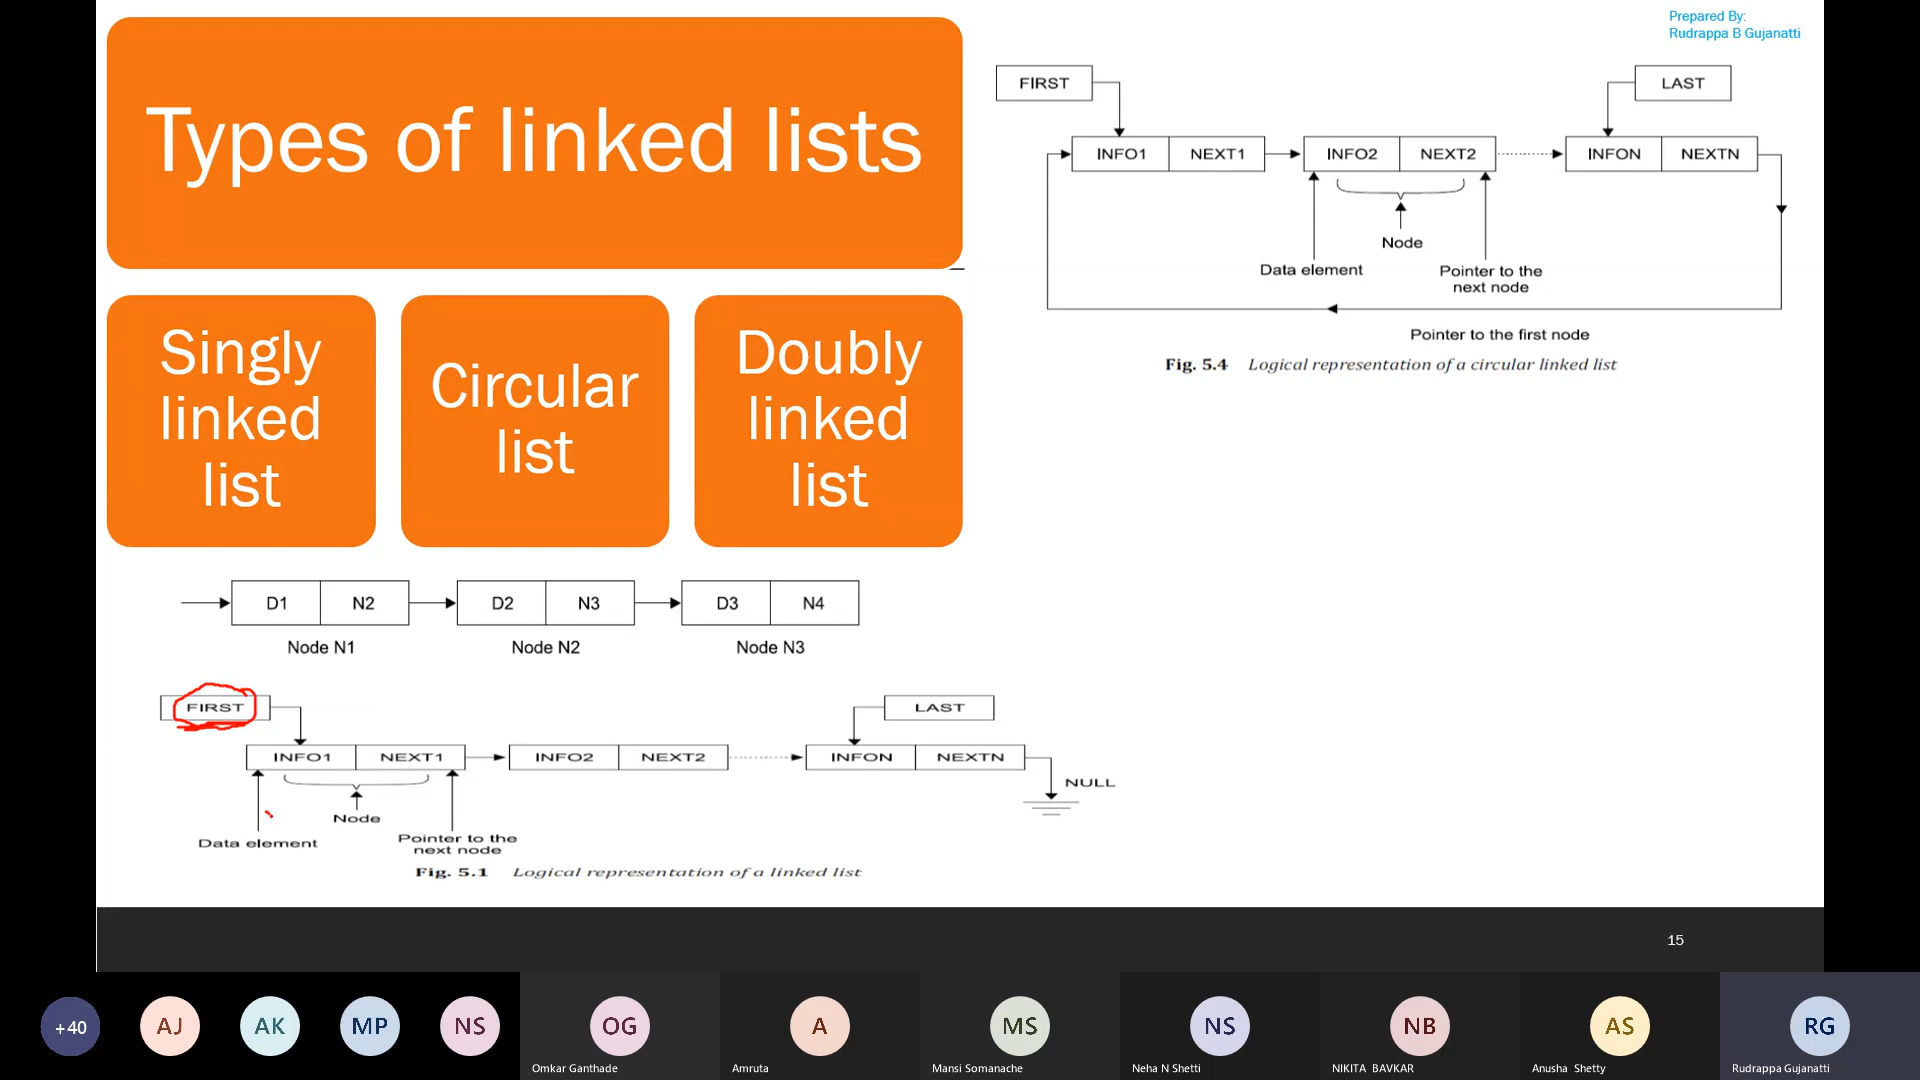 Prepared By:
Rudrappa B Gujanatti
Types of linked lists
Singly
linked
list
Circular
list
Doubly
linked
list
FIRST
LAST
INFO1 NEXT1 INFO2 NEXT2 INFON NEXTN
Node
Data element
Pointer to the
next node
Pointer to the first node
Fig. 5.4 Logical representation of a circular linked list
D1 N2 D2 N3 D3 N4
Node N1 Node N2 Node N3
FIRST
LAST
INFO1 NEXT1 INFO2 NEXT2 INFON NEXTN
NULL
Node
Data element
Pointer to the
next node
Fig. 5.1 Logical representation of a linked list
15
+40 AJ AK MP NS OG A MS NS NB AS RG
Omkar Ganthade Amruta Mansi Somanache Neha N Shetti NIKITA BAVKAR Anusha Shetty Rudrappa Gujanatti